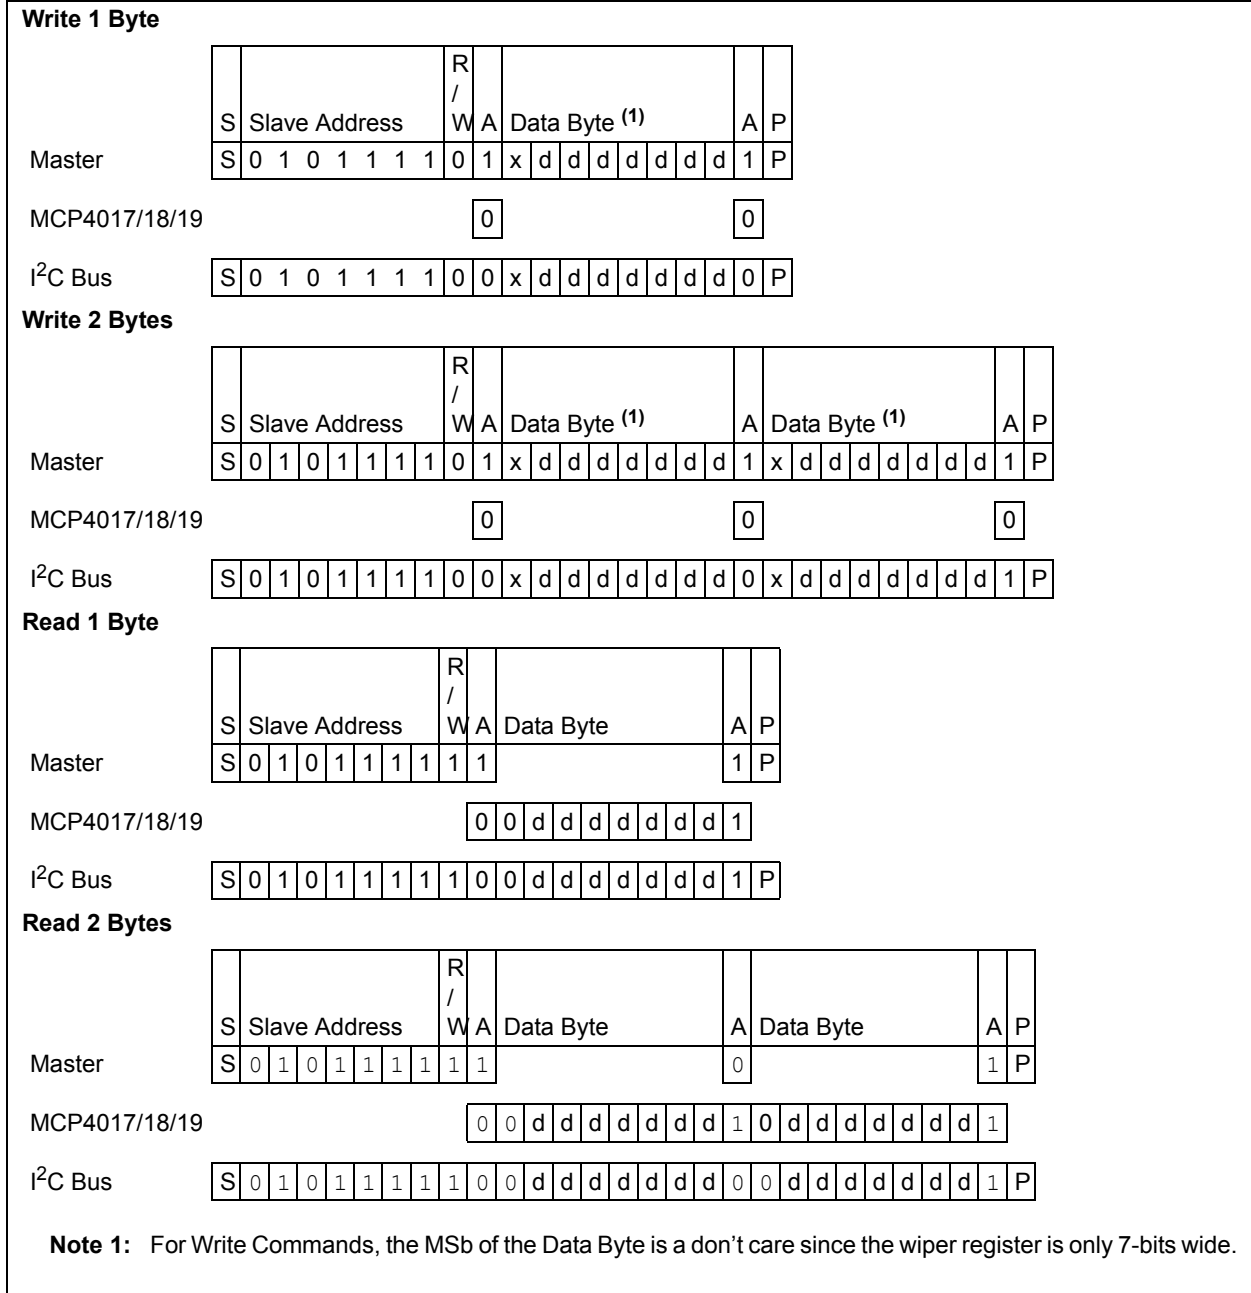 Write 1 Byte
R
/
S Slave Address W A Data Byte (1) A P
Master S 0 1 0 1 1 1 1 0 1 x d d d d d d d 1 P
MCP4017/18/19 0 0
I2C Bus S 0 1 0 1 1 1 1 0 0 x d d d d d d d 0 P
Write 2 Bytes
R
/
S Slave Address W A Data Byte (1) A Data Byte (1) A P
Master S 0 1 0 1 1 1 1 0 1 x d d d d d d d 1 x d d d d d d d 1 P
MCP4017/18/19 0 0 0
I2C Bus S 0 1 0 1 1 1 1 0 0 x d d d d d d d 0 x d d d d d d d 1 P
Read 1 Byte
R
/
S Slave Address W A Data Byte A P
Master S 0 1 0 1 1 1 1 1 1 1 P
MCP4017/18/19 0 0 d d d d d d d 1
I2C Bus S 0 1 0 1 1 1 1 1 0 0 d d d d d d d 1 P
Read 2 Bytes
R
/
S Slave Address W A Data Byte A Data Byte A P
Master S 0 1 0 1 1 1 1 1 1 0 1 P
MCP4017/18/19 0 0 d d d d d d d 1 0 d d d d d d d 1
I2C Bus S 0 1 0 1 1 1 1 1 0 0 d d d d d d d 0 0 d d d d d d d 1 P
Note 1: For Write Commands, the MSb of the Data Byte is a don't care since the wiper register is only 7-bits wide.